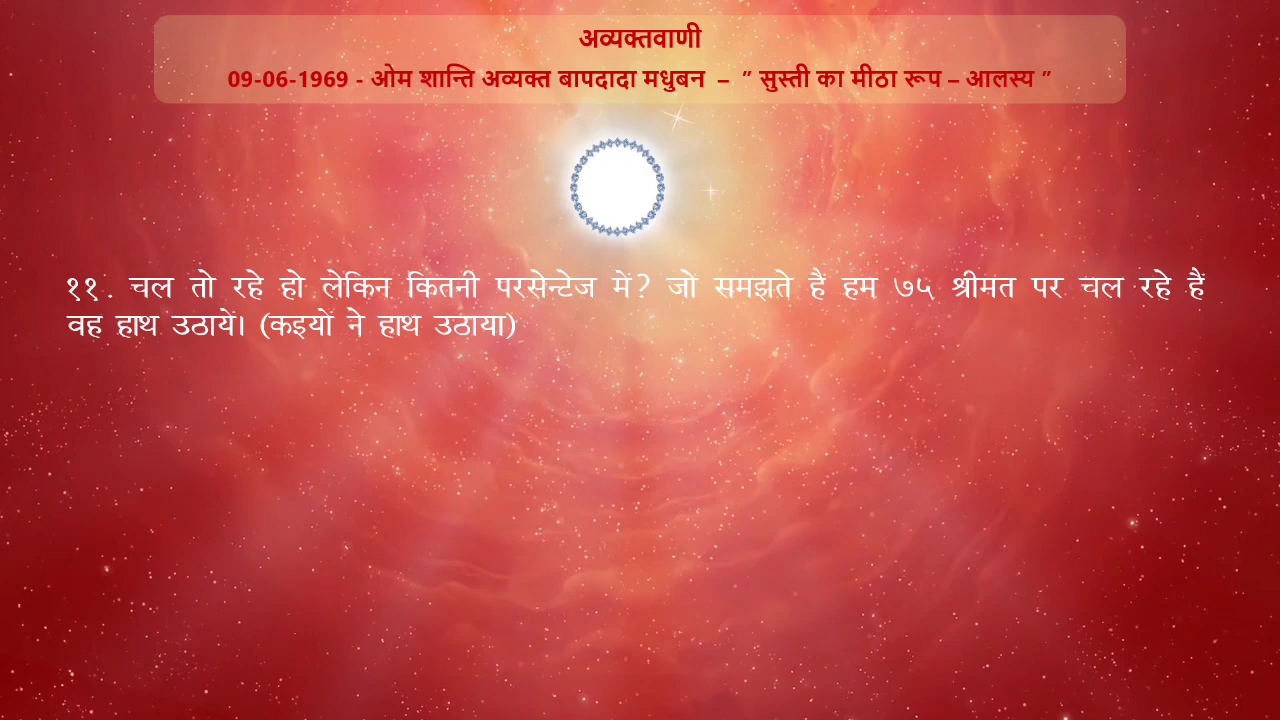 अव्यक्तवाणी
09-06-1969 - ओम शान्ति अव्यक्त बापदादा मधुबन – ” सुस्ती का मीठा रूप – आलस्य ”
११. चल तो रहे हो लेकिन कितनी परसेन्टेज में? जो समझते हैं हम ७५ श्रीमत पर चल रहे हैं
वह हाथ उठायें। (कइयों ने हाथ उठाया)